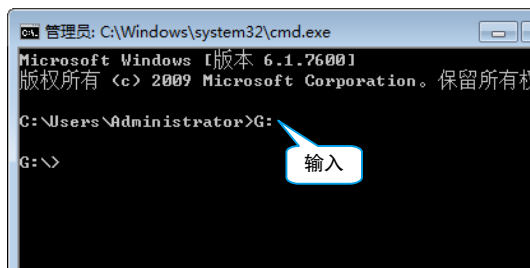 管理员: C:\Windows\system32\cmd.exe
Microsoft Windows [版本 6.1.7600]
版权所有 (c) 2009 Microsoft Corporation。保留所有权
C:\Users\Administrator>G:
输入
G:\>